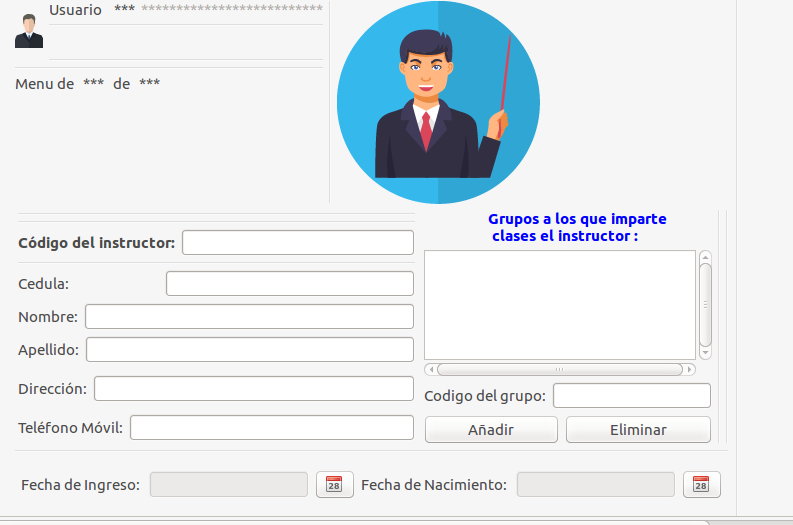 Usuario *** **************************
Menu de *** de ***
Grupos a los que imparte
clases el instructor :
Código del instructor:
Cedula:
Nombre:
Apellido:
Dirección:
Teléfono Móvil:
Codigo del grupo:
Añadir Eliminar
Fecha de Ingreso: 28 Fecha de Nacimiento: 28